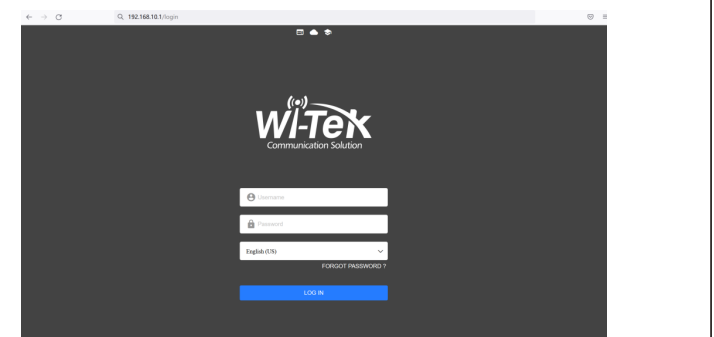 192.168.10.1/login
WI-Tek
Communication Solution
Username
Password
English (US)
FORGOT PASSWORD ?
LOG IN